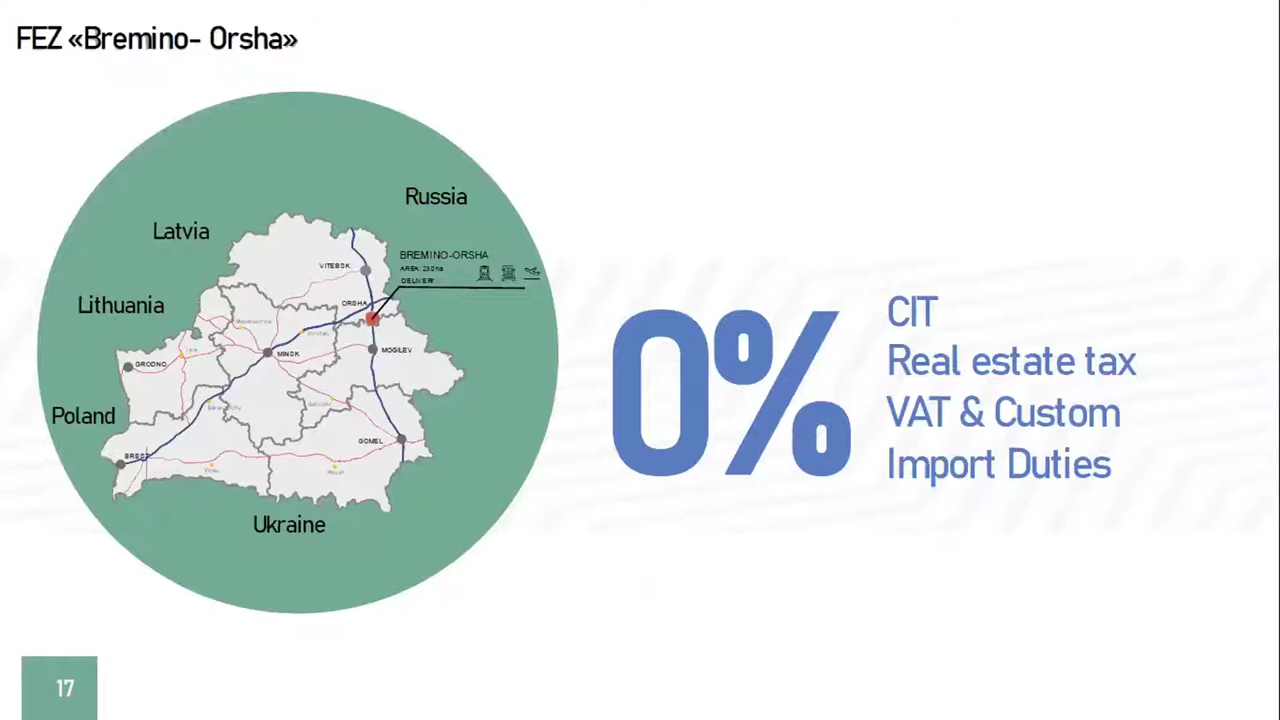 FEZ «Bremino- Orsha»
Russia
Latvia
BREMINO-ORSHA
VITEBSK
DELIVERY
Lithuania
ORSHA
MINSK
MOGILEV
GRODNO
Poland
GOMEL
BREST
Ukraine
0%
CIT
Real estate tax
VAT & Custom
Import Duties
17